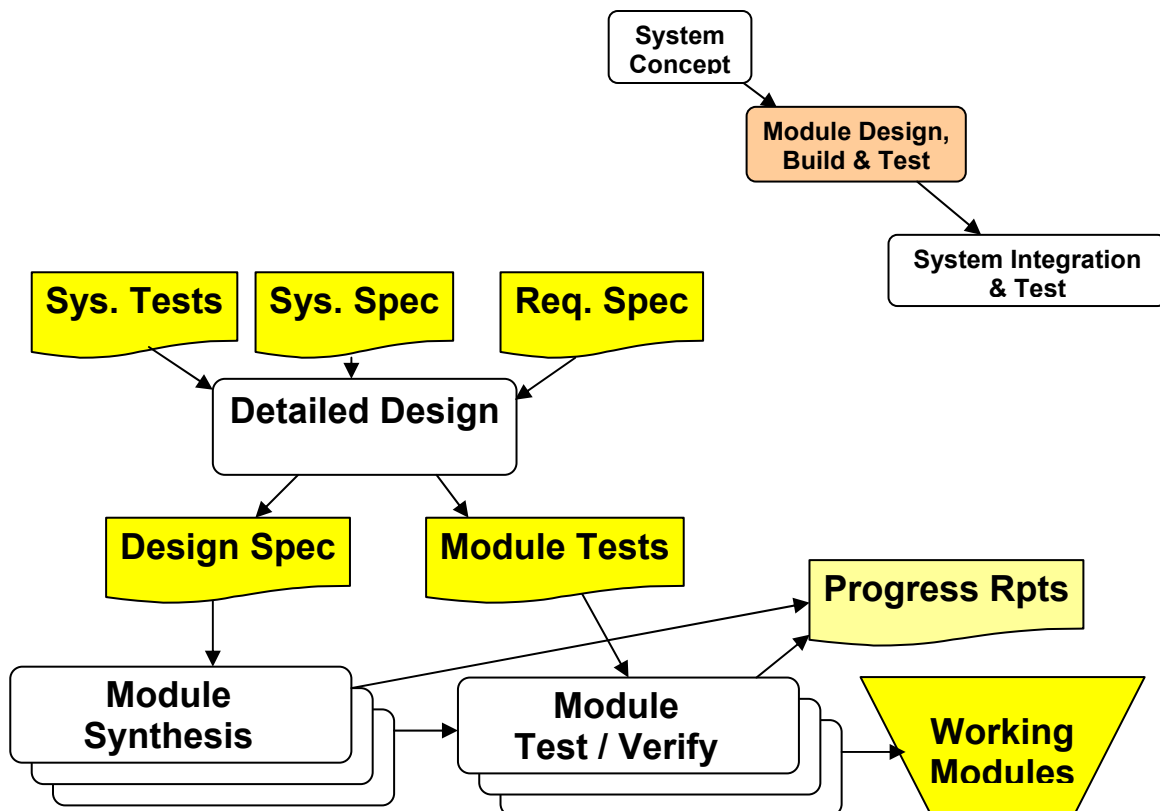 System
Concept
Module Design,
Build & Test
System Integration
& Test
Sys. Tests
Sys. Spec
Req. Spec
Detailed Design
Design Spec
Module Tests
Progress Rpts
Module
Synthesis
Module
Test / Verify
Working
Modules